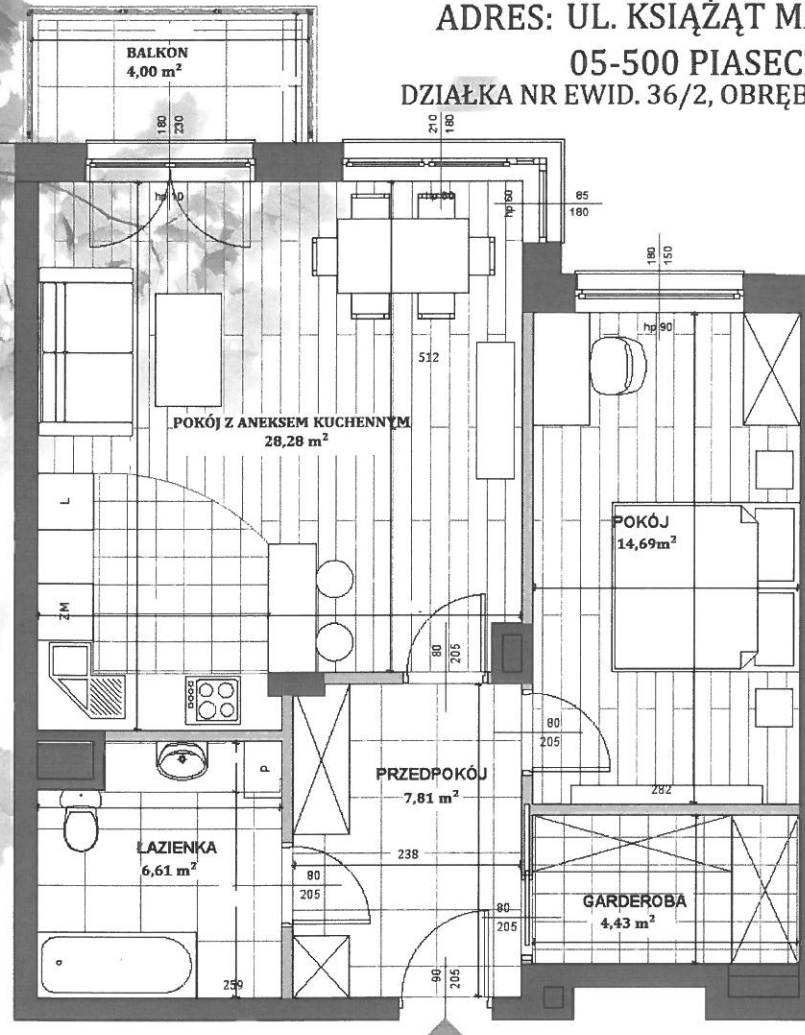 ADRES: UL. KSIĄŻĄT M
05-500 PIASEC
DZIAŁKA NR EWID. 36/2, OBRĘB
BALKON
4,00 m²
180
230
210
180
hp 60
85
180
180
150
hp 90
512
POKÓJ Z ANEKSEM KUCHENNYM
28,28 m²
L
ZM
POKÓJ
14,69m²
80
205
80
205
282
P
PRZEDPOKÓJ
7,81 m²
ŁAZIENKA
6,61 m²
238
80
205
GARDEROBA
4,43 m²
80
205
259
90
205